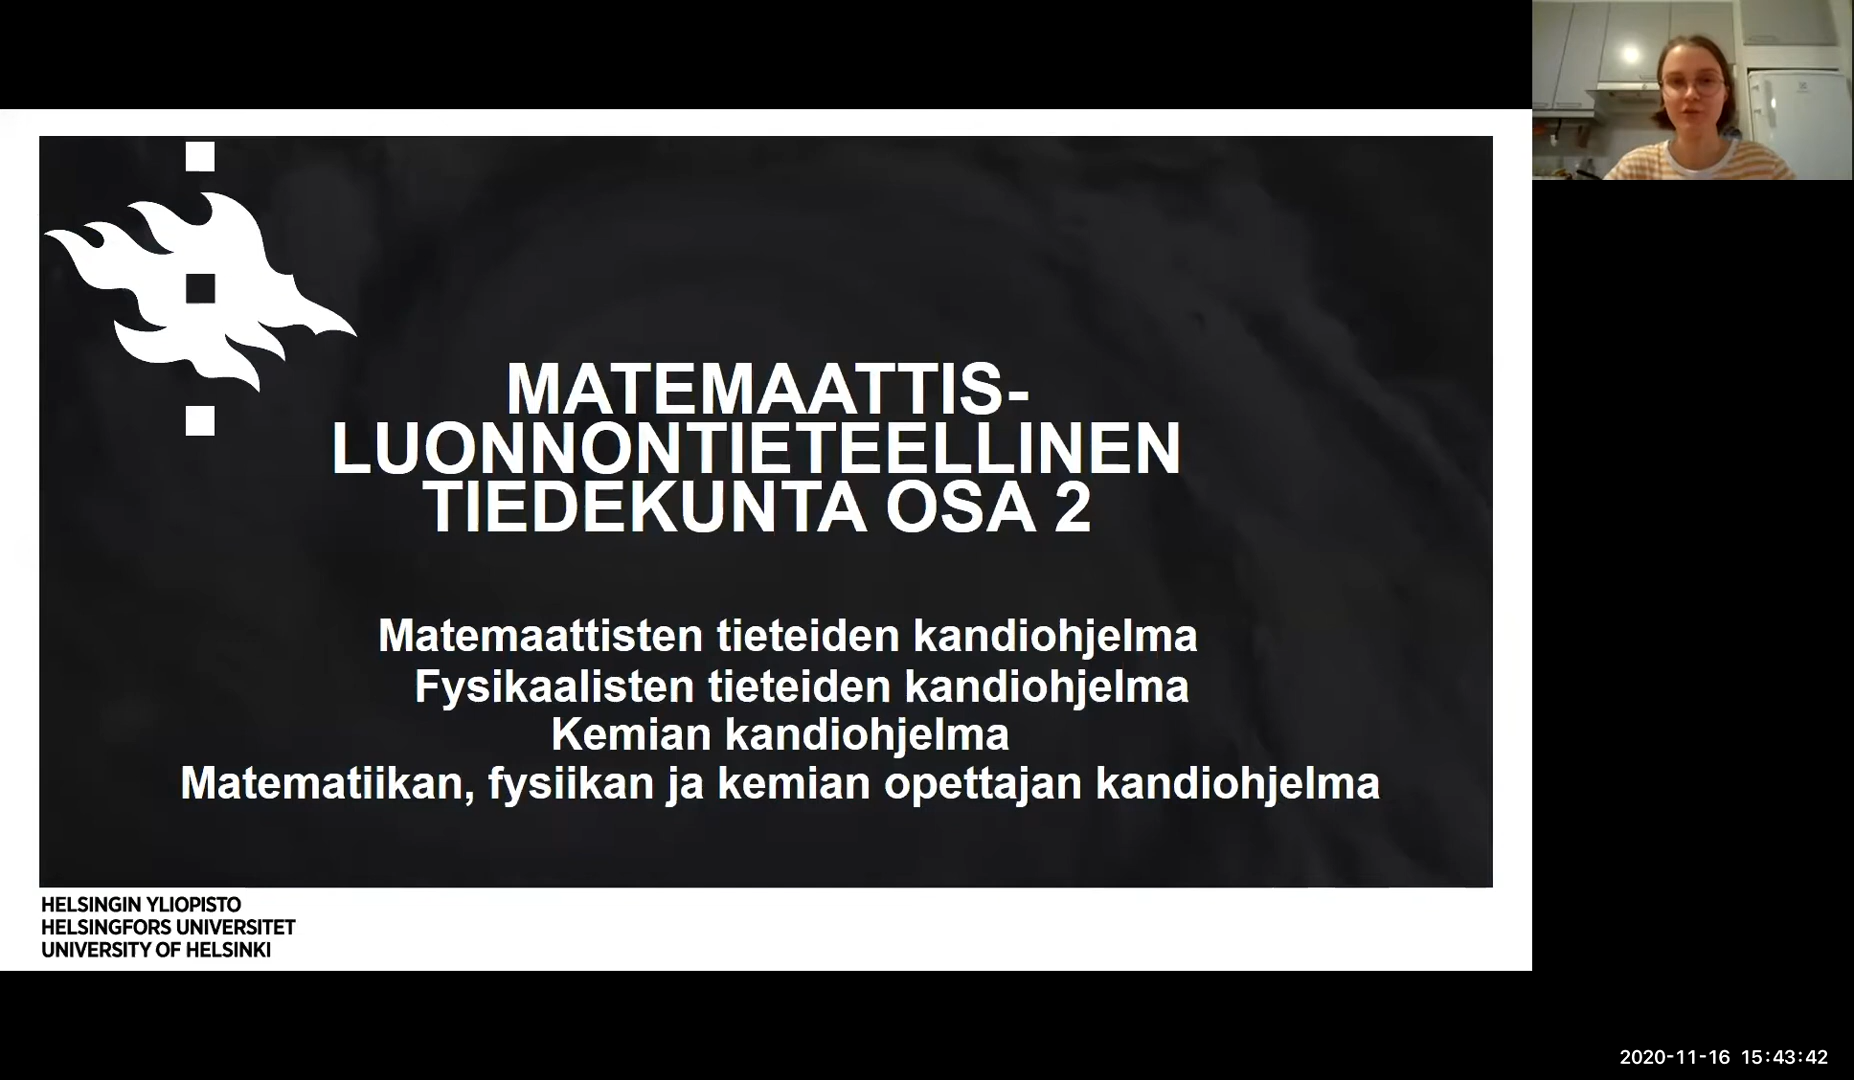 MATEMAATTIS-
LUONNONTIETEELLINEN
TIEDEKUNTA OSA 2
Matemaattisten tieteiden kandiohjelma
Fysikaalisten tieteiden kandiohjelma
Kemian kandiohjelma
Matematiikan, fysiikan ja kemian opettajan kandiohjelma
HELSINGIN YLIOPISTO
HELSINGFORS UNIVERSITET
UNIVERSITY OF HELSINKI
2020-11-16 15:43:42